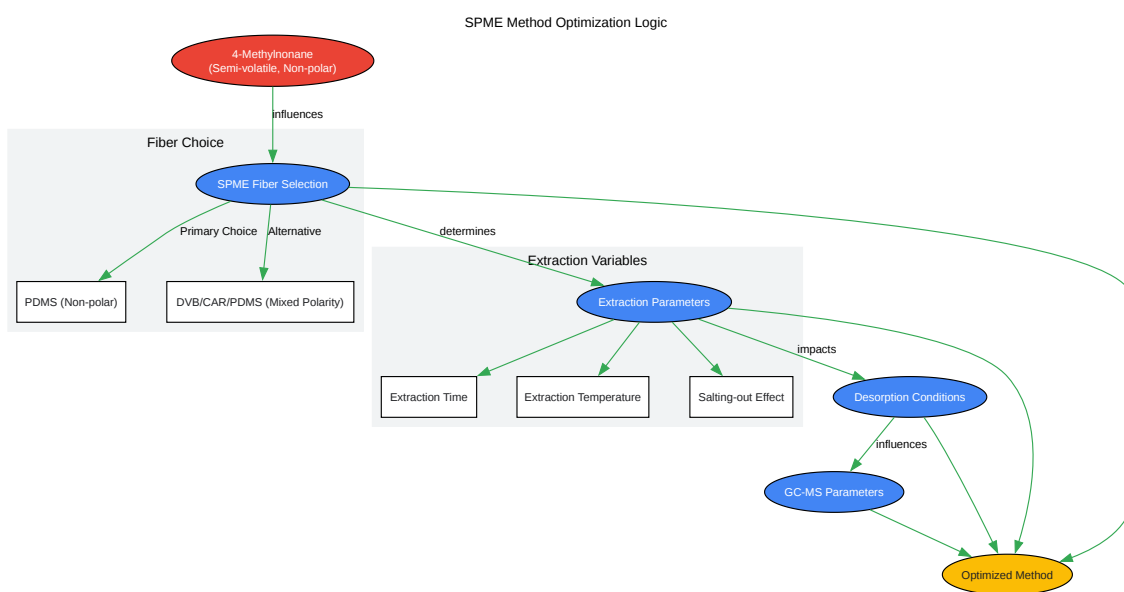 SPME Method Optimization Logic
4-Methylnonane
(Semi-volatile, Non-polar)
influences
Fiber Choice
SPME Fiber Selection
Primary Choice
Alternative
determines
PDMS (Non-polar)
DVB/CAR/PDMS (Mixed Polarity)
Extraction Variables
Extraction Parameters
impacts
Extraction Time
Extraction Temperature
Salting-out Effect
Desorption Conditions
influences
GC-MS Parameters
Optimized Method